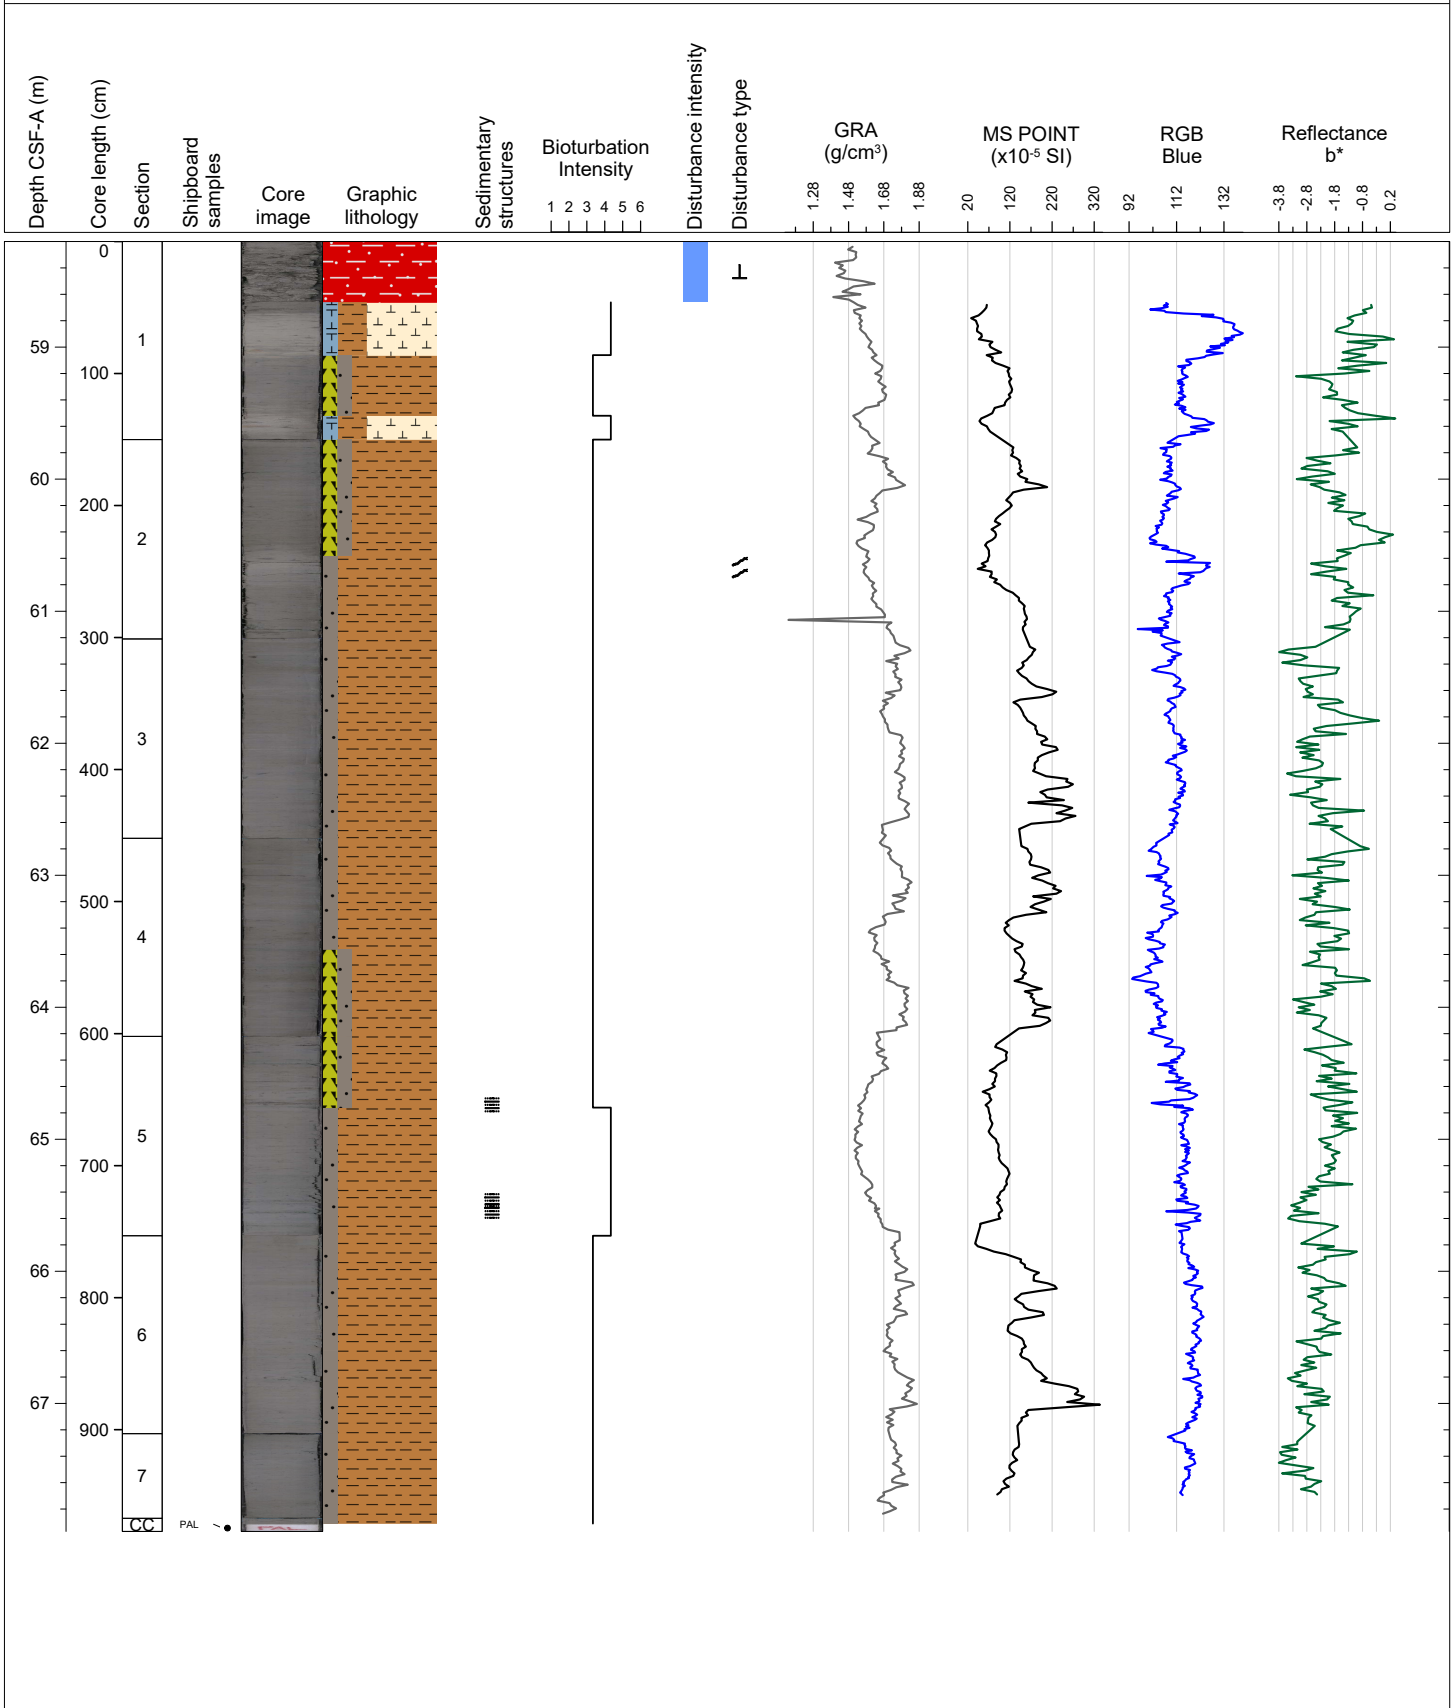 Depth CSF-A (m)
Core length (cm)
Section
Shipboard
samples
Core
image
Graphic
lithology
Sedimentary
structures
Bioturbation
Intensity
1 2 3 4 5 6
Disturbance intensity
Disturbance type
GRA
(g/cm³)
1.28 1.48 1.68 1.88
MS POINT
(x10⁻⁵ SI)
20 120 220 320
RGB
Blue
92 112 132
Reflectance
b*
-3.8 -2.8 -1.8 -0.8 0.2
0
1
59
100
60
200
2
61
300
62
3
400
63
500
4
64
600
5
65
700
66
800
6
67
900
7
CC
PAL
PAL